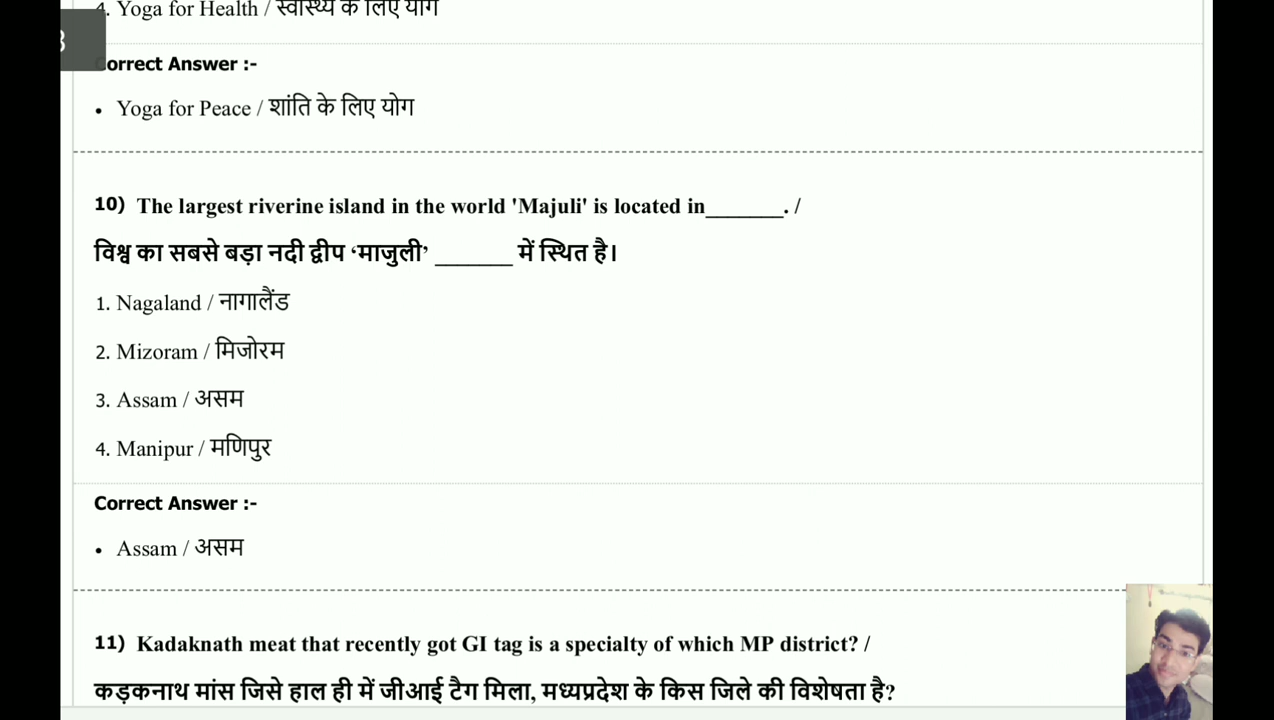 4. Yoga for Health / स्वास्थ्य के लिए योग
Correct Answer :-
• Yoga for Peace / शांति के लिए योग
10) The largest riverine island in the world 'Majuli' is located in_______. /
विश्व का सबसे बड़ा नदी द्वीप ‘माजुली’ _______ में स्थित है।
1. Nagaland / नागालैंड
2. Mizoram / मिजोरम
3. Assam / असम
4. Manipur / मणिपुर
Correct Answer :-
• Assam / असम
11) Kadaknath meat that recently got GI tag is a specialty of which MP district? /
कड़कनाथ मांस जिसे हाल ही में जीआई टैग मिला, मध्यप्रदेश के किस जिले की विशेषता है?